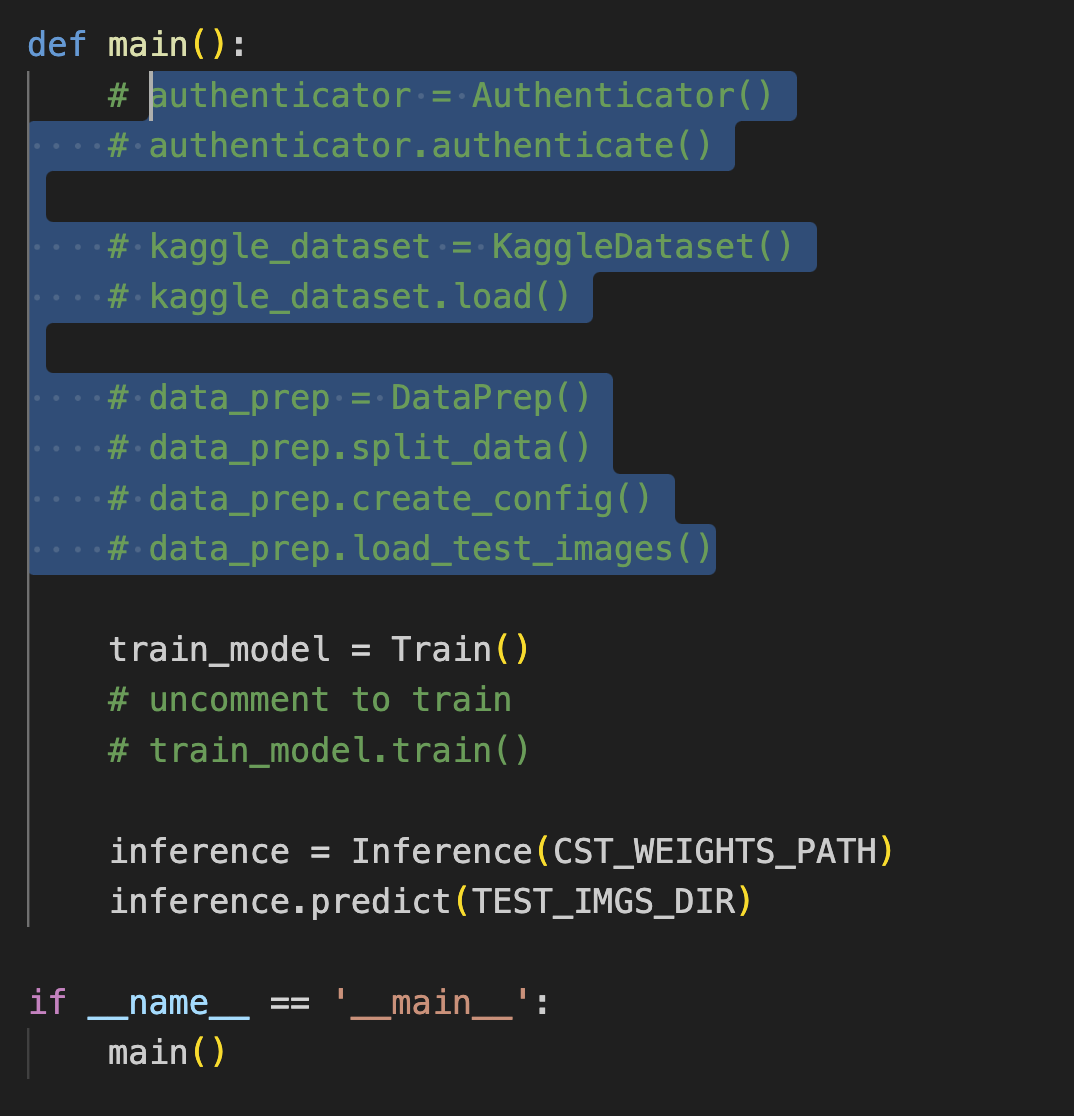 def main():
    # authenticator = Authenticator()
    # authenticator.authenticate()

    # kaggle_dataset = KaggleDataset()
    # kaggle_dataset.load()

    # data_prep = DataPrep()
    # data_prep.split_data()
    # data_prep.create_config()
    # data_prep.load_test_images()

    train_model = Train()
    # uncomment to train
    # train_model.train()

    inference = Inference(CST_WEIGHTS_PATH)
    inference.predict(TEST_IMGS_DIR)

if __name__ == '__main__':
    main()